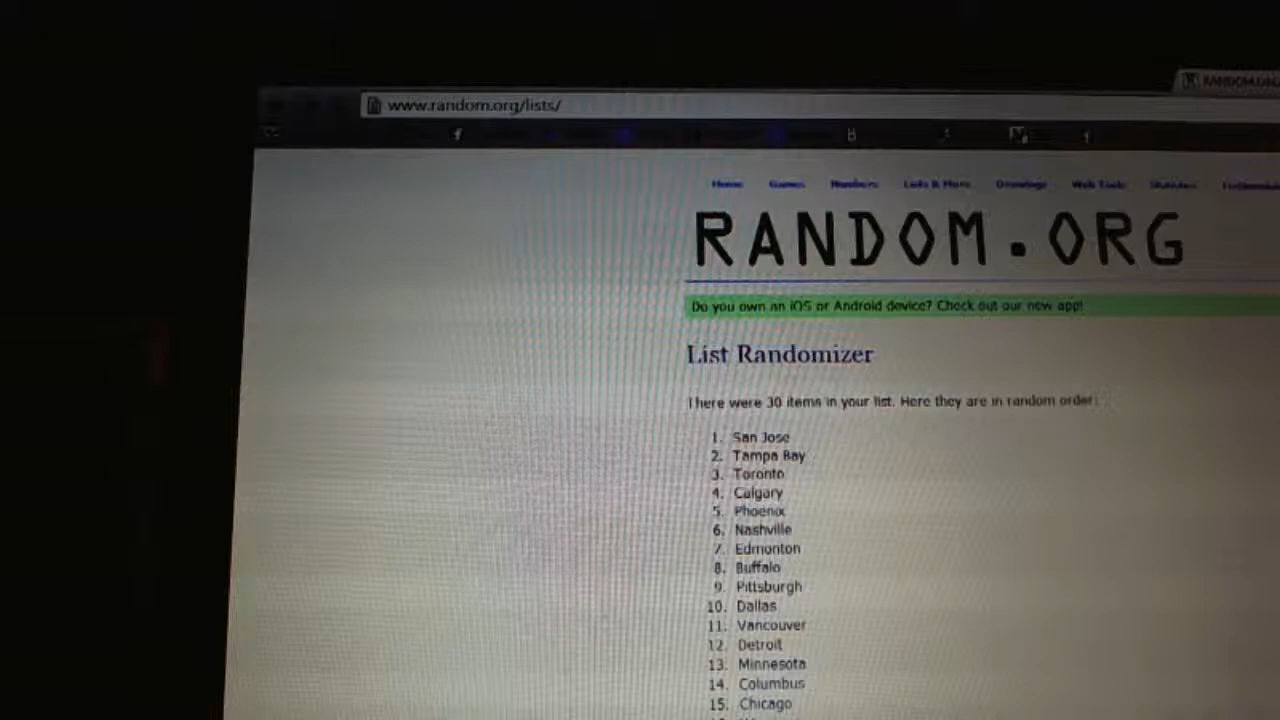 RANDOM.ORG
www.random.org/lists/
Home Games Numbers Lists & More Drawings Web Tools Statistics
RANDOM.ORG
Do you own an iOS or Android device? Check out our new app!
List Randomizer
There were 30 items in your list. Here they are in random order:
1. San Jose
2. Tampa Bay
3. Toronto
4. Calgary
5. Phoenix
6. Nashville
7. Edmonton
8. Buffalo
9. Pittsburgh
10. Dallas
11. Vancouver
12. Detroit
13. Minnesota
14. Columbus
15. Chicago